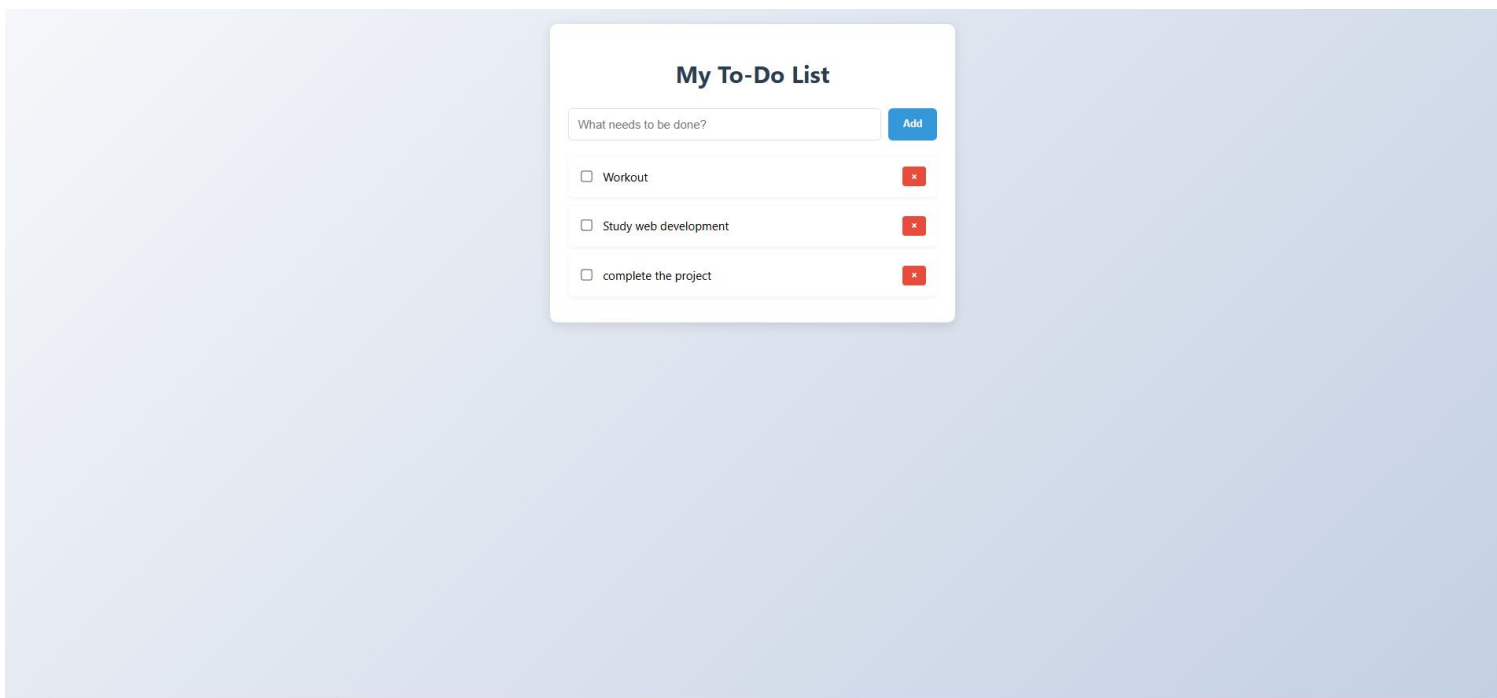 My To-Do List
What needs to be done? Add
Workout ×
Study web development ×
complete the project ×